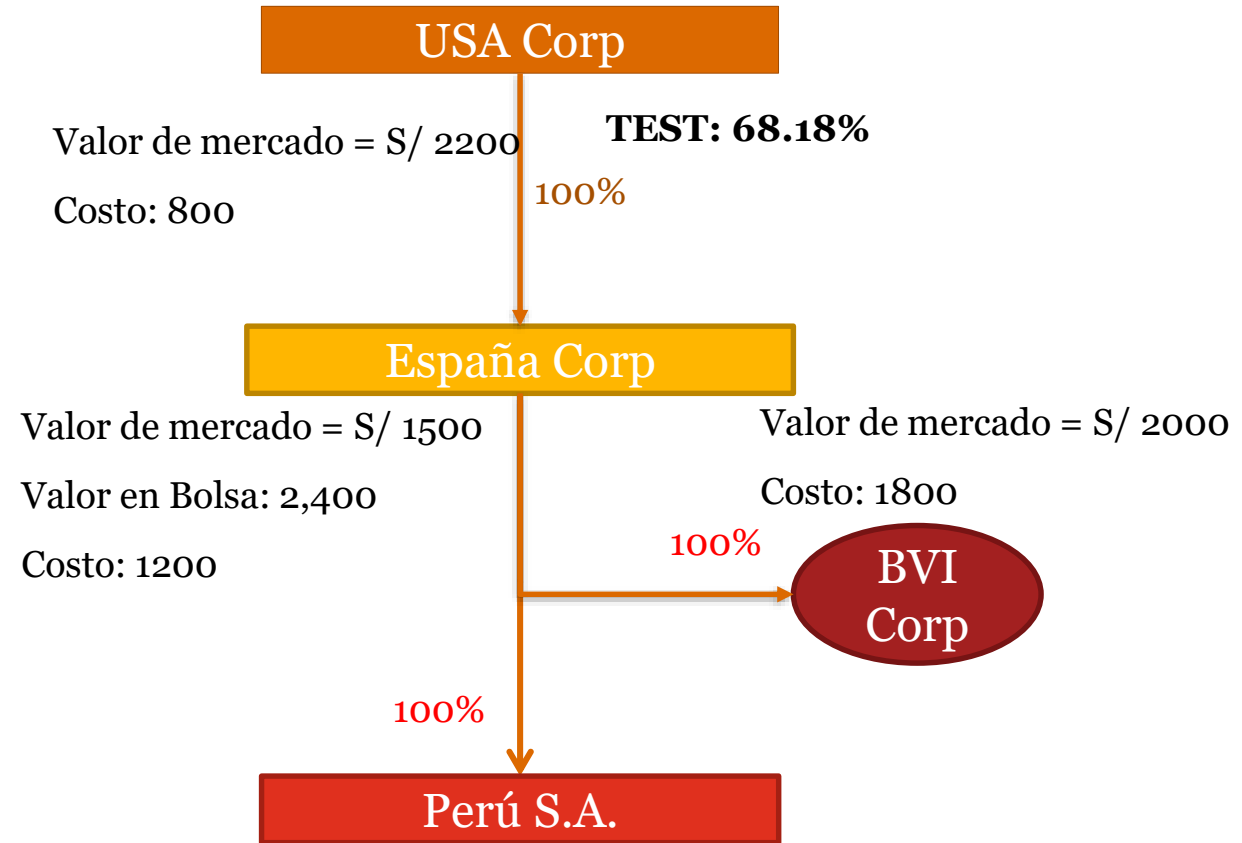 USA Corp
Valor de mercado = S/ 2200
TEST: 68.18%
Costo: 800
100%
España Corp
Valor de mercado = S/ 1500
Valor en Bolsa: 2,400
Costo: 1200
Valor de mercado = S/ 2000
Costo: 1800
100%
BVI
Corp
100%
Perú S.A.